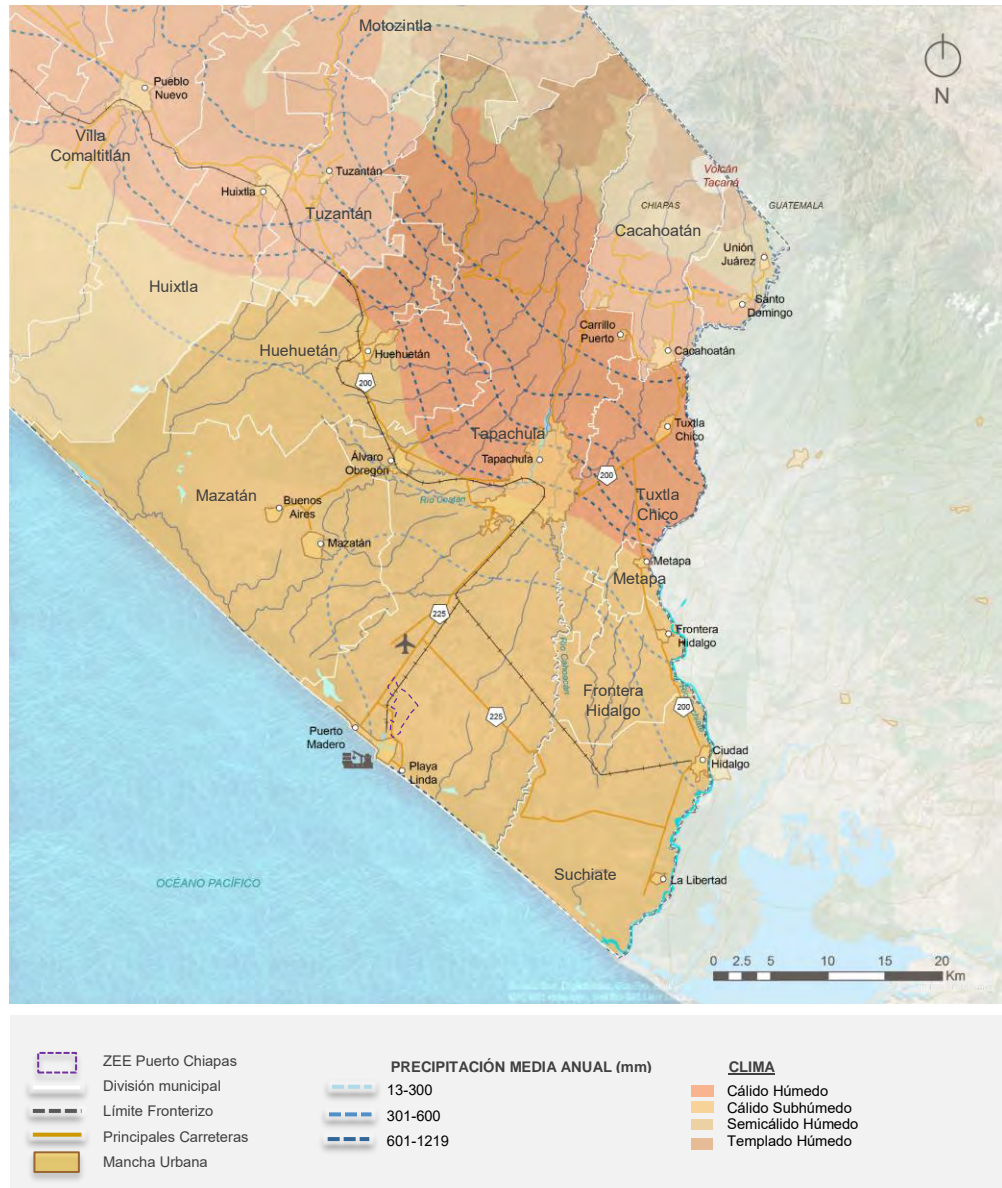 Motozintla
N
Pueblo
Nuevo
Villa
Comaltitlán
Volcán
Tacaná
Tuzantán
Huixtla
CHIAPAS
GUATEMALA
Tuzantán
Cacahoatán
Unión
Juárez
Huixtla
Santo
Domingo
Carrillo
Puerto
Huehuetán
Huehuetán
Cacahoatán
200
Tuxtla
Chico
Tapachula
Álvaro
Obregón
Tapachula
200
Mazatán
Río Coatán
Tuxtla
Chico
Buenos
Aires
Mazatán
Metapa
Metapa
225
Frontera
Hidalgo
Río Cahoacán
Frontera
Hidalgo
200
225
Puerto
Madero
Ciudad
Hidalgo
Playa
Linda
Suchiate
La Libertad
OCÉANO PACÍFICO
0 2.5 5 10 15 20
Km
ZEE Puerto Chiapas
División municipal
Límite Fronterizo
Principales Carreteras
Mancha Urbana
PRECIPITACIÓN MEDIA ANUAL (mm)
13-300
301-600
601-1219
CLIMA
Cálido Húmedo
Cálido Subhúmedo
Semicálido Húmedo
Templado Húmedo